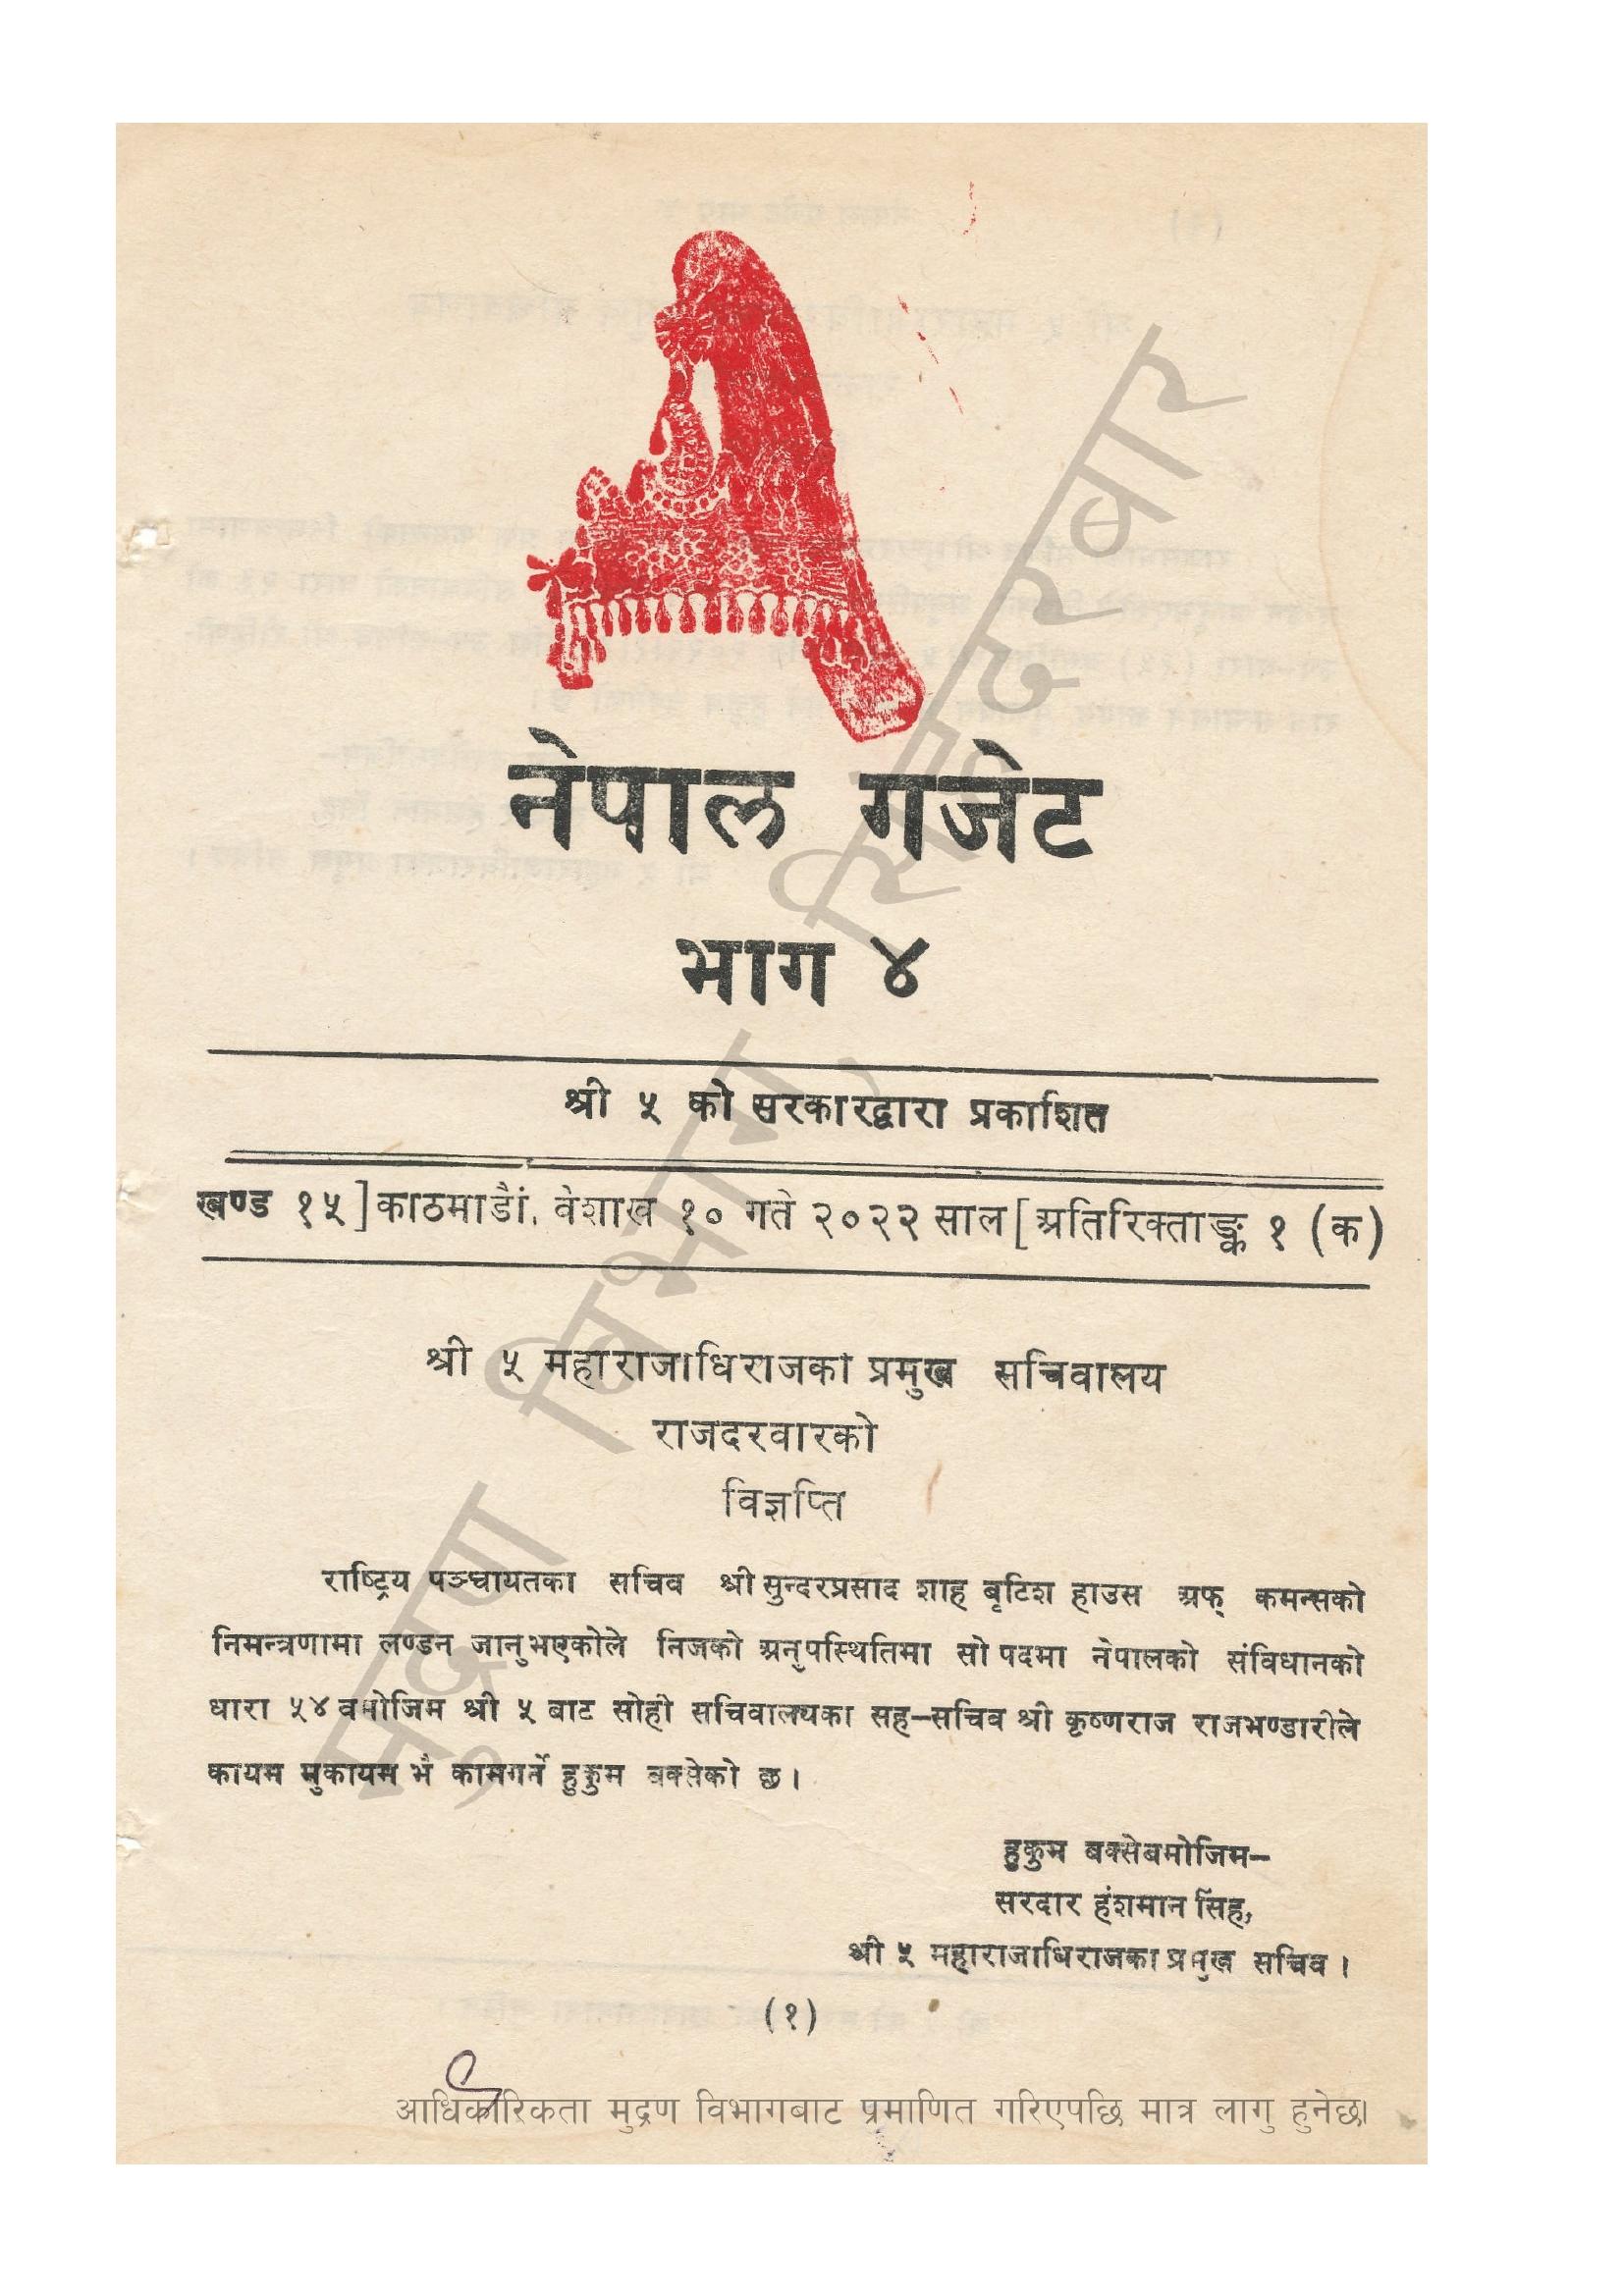 नेपाल गजेट
भाग ४
श्री ५ को सरकारद्वारा प्रकाशित
खण्ड १५ ] काठमाडौं, वैशाख १० गते २०२२ साल [ अतिरिक्ताङ्क १ (क)
श्री ५ महाराजाधिराजका प्रमुख सचिवालय
राजदरवारको
विज्ञप्ति
राष्ट्रिय पञ्चायतका सचिव श्री सुन्दरप्रसाद शाह बृटिश हाउस अफ् कमन्सको
निमन्त्रणामा लण्डन जानुभएकोले निजको अनुपस्थितिमा सो पदमा नेपालको संविधानको
धारा ५४ वमोजिम श्री ५ बाट सोही सचिवालयका सह–सचिव श्री कृष्णराज राजभण्डारीले
कायम मुकायम भै कामगर्ने हुकुम बक्सेको छ ।
हुकुम बक्सेबमोजिम–
सरदार हंशमान सिंह,
श्री ५ महाराजाधिराजका प्रमुख सचिव ।
(१)
मुद्रण विभाग, सिंहदरवार
आधिकारिकता मुद्रण विभागबाट प्रमाणित गरिएपछि मात्र लागु हुनेछ।